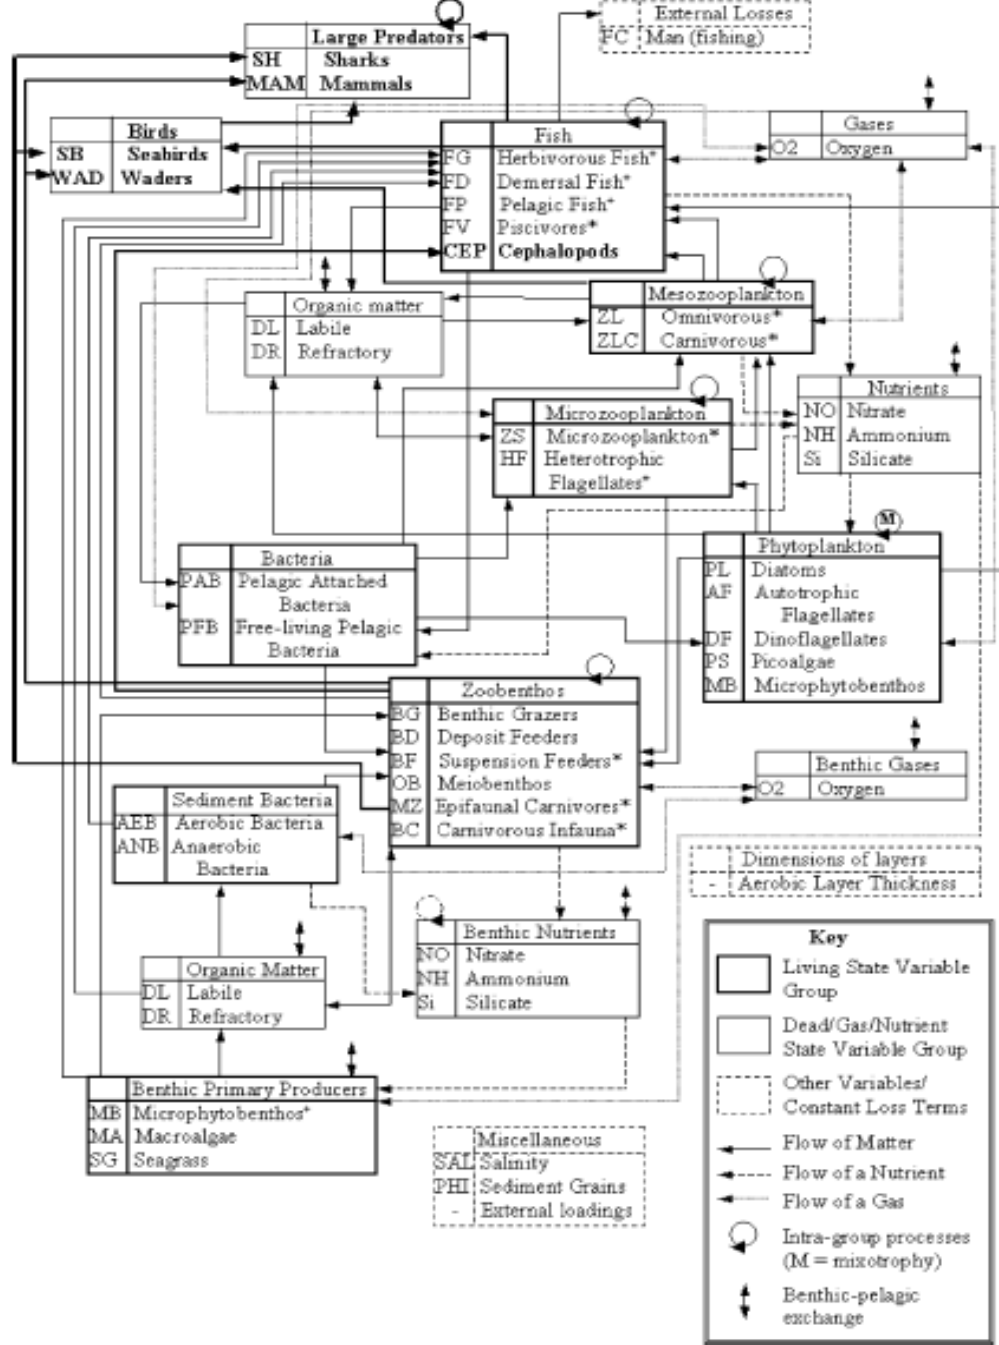 External Losses
FC Man (fishing)
Large Predators
SH Sharks
MAM Mammals
Birds
SB Seabirds
WAD Waders
Fish
FG Herbivorous Fish*
FD Demersal Fish*
FP Pelagic Fish*
FV Piscivores*
CEP Cephalopods
Gases
O2 Oxygen
Organic matter
DL Labile
DR Refractory
Mesozooplankton
ZL Omnivorous*
ZLC Carnivorous*
Nutrients
NO Nitrate
NH Ammonium
Si Silicate
Microzooplankton
ZS Microzooplankton*
HF Heterotrophic
Flagellates*
M
Phytoplankton
PL Diatoms
AF Autotrophic
Flagellates
DF Dinoflagellates
PS Picoalgae
MB Microphytobenthos
Bacteria
PAB Pelagic Attached
Bacteria
PFB Free-living Pelagic
Bacteria
Zoobenthos
BG Benthic Grazers
BD Deposit Feeders
BF Suspension Feeders*
OB Meiobenthos
MZ Epifaunal Carnivores*
BC Carnivorous Infauna*
Benthic Gases
O2 Oxygen
Sediment Bacteria
AEB Aerobic Bacteria
ANB Anaerobic
Bacteria
Dimensions of layers
- Aerobic Layer Thickness
Benthic Nutrients
NO Nitrate
NH Ammonium
Si Silicate
Organic Matter
DL Labile
DR Refractory
Benthic Primary Producers
MB Microphytobenthos*
MA Macroalgae
SG Seagrass
Miscellaneous
SAL Salinity
PHI Sediment Grains
- External loadings
Key
Living State Variable
Group
Dead/Gas/Nutrient
State Variable Group
Other Variables/
Constant Loss Terms
Flow of Matter
Flow of a Nutrient
Flow of a Gas
Intra-group processes
(M = mixotrophy)
Benthic-pelagic
exchange